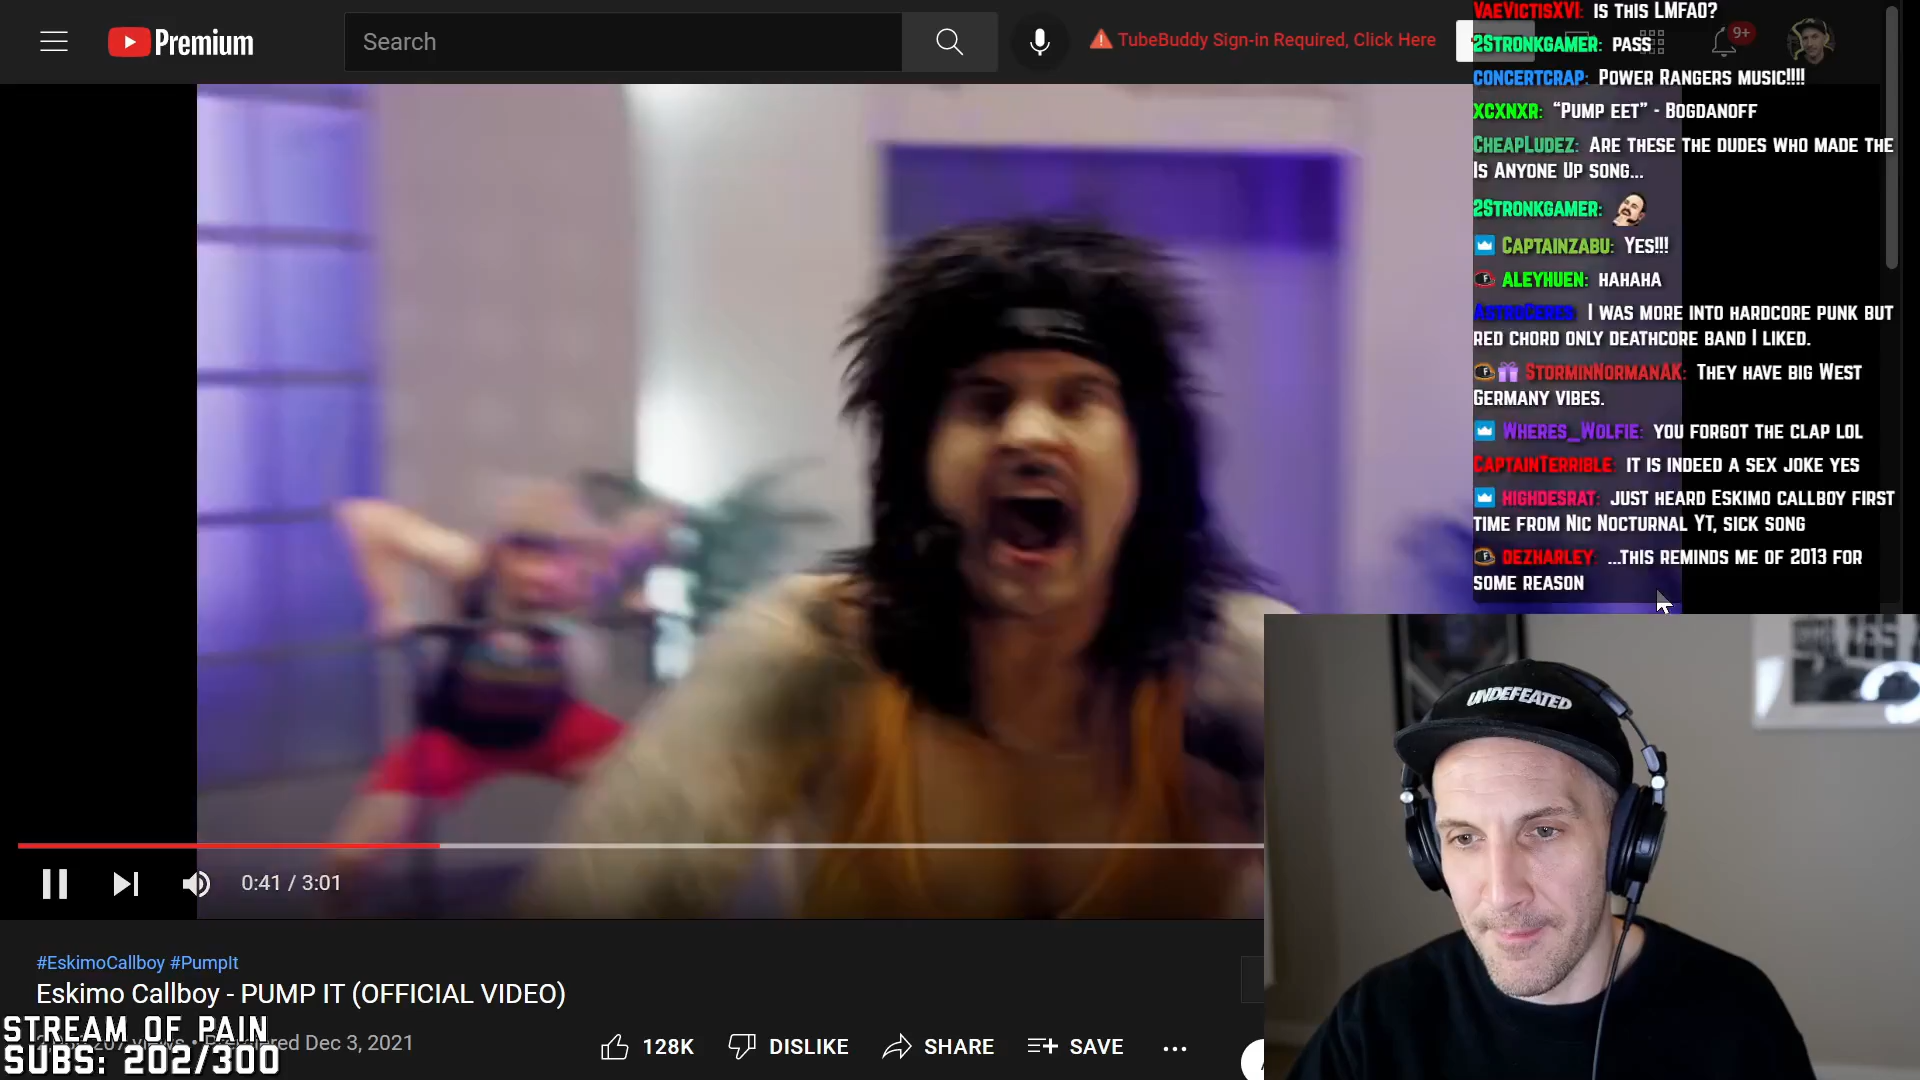 Premium
Search
TubeBuddy Sign-in Required, Click Here
9+
VaeVictisXVI: is this LMFAO?
2Stronkgamer: pass
concertcrap: Power Rangers music!!!!
xcxnxr: “Pump eet” - Bogdanoff
CheapLudez: Are these the dudes who made the
Is Anyone Up song...
2Stronkgamer:
Captainzabu: Yes!!!
aleyhuen: hahaha
AstroCeres: I was more into hardcore punk but
red chord only deathcore band I liked.
StorminNormanAK: They have big West
Germany vibes.
Wheres_Wolfie: you forgot the clap lol
CaptainTerrible: it is indeed a sex joke yes
highdesrat: just heard Eskimo callboy first
time from Nic Nocturnal YT, sick song
dezharley: ...this reminds me of 2013 for
some reason
UNDEFEATED
0:41 / 3:01
#EskimoCallboy #PumpIt
Eskimo Callboy - PUMP IT (OFFICIAL VIDEO)
STREAM OF PAIN
Dec 3, 2021
SUBS: 202/300
128K
DISLIKE
SHARE
SAVE